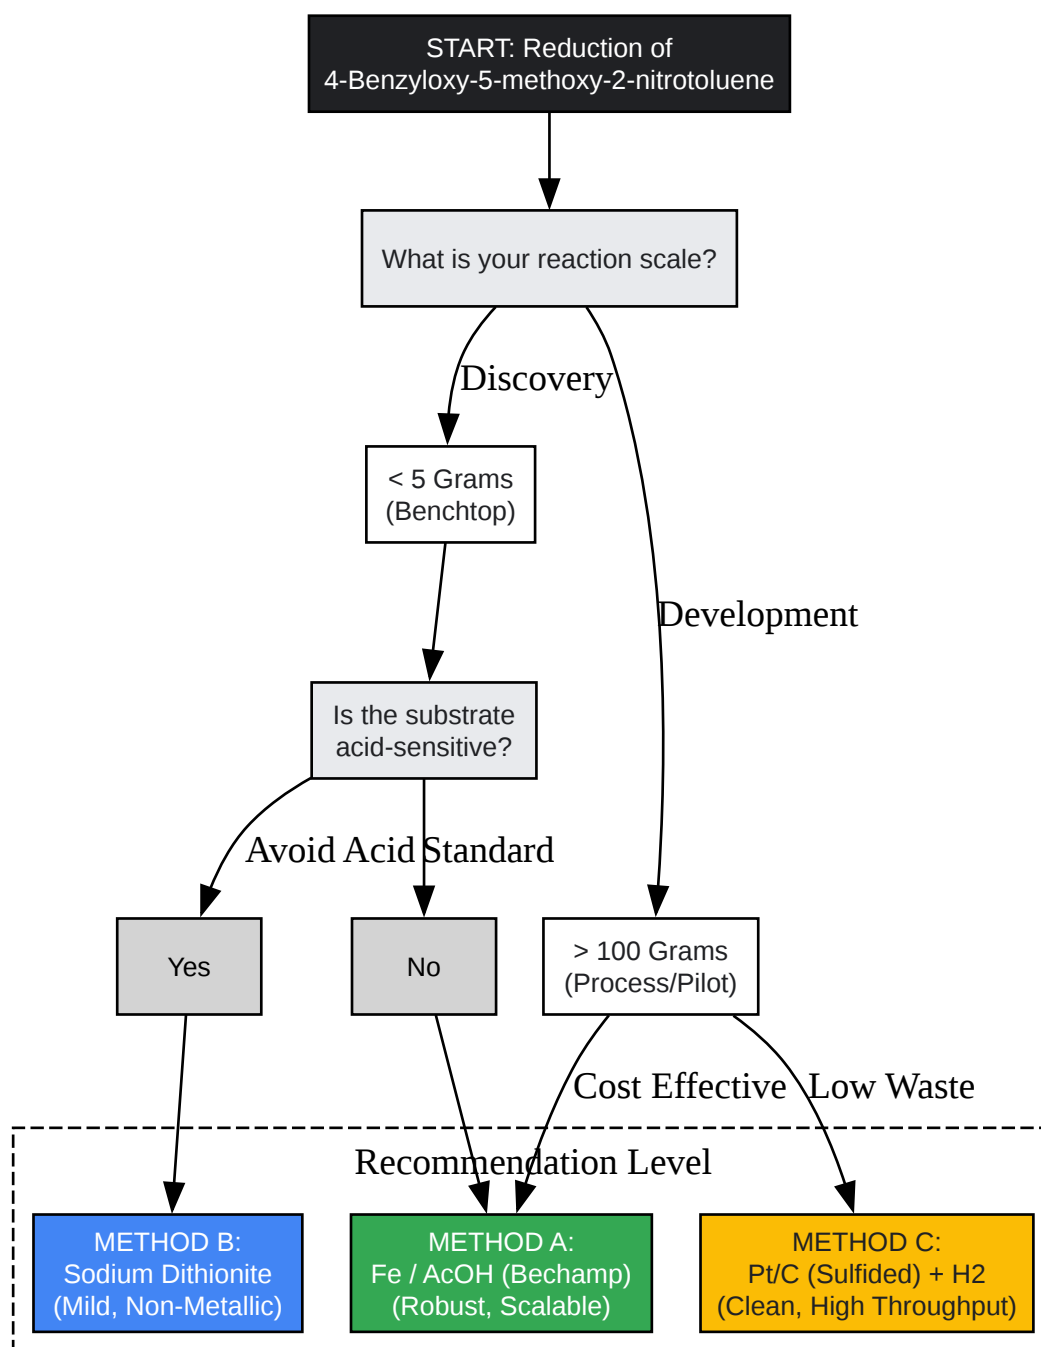 START: Reduction of
4-Benzyloxy-5-methoxy-2-nitrotoluene
What is your reaction scale?
Discovery
< 5 Grams
(Benchtop)
Development
Is the substrate
acid-sensitive?
Avoid Acid
Standard
Yes
No
> 100 Grams
(Process/Pilot)
Cost Effective
Low Waste
Recommendation Level
METHOD B:
Sodium Dithionite
(Mild, Non-Metallic)
METHOD A:
Fe / AcOH (Bechamp)
(Robust, Scalable)
METHOD C:
Pt/C (Sulfided) + H2
(Clean, High Throughput)